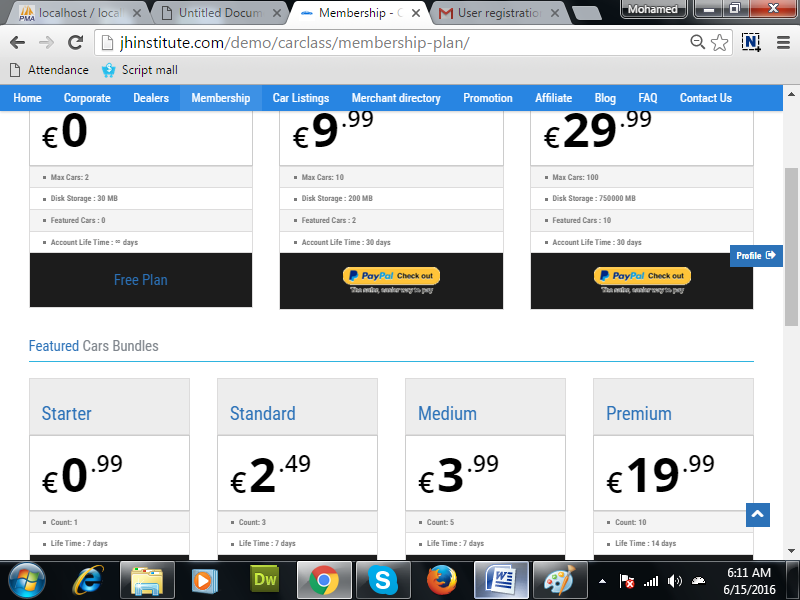 localhost / local
Untitled Docum
Membership - C
User registratio
Mohamed
jhinstitute.com/demo/carclass/membership-plan/
Attendance
Script mall
Home Corporate Dealers Membership Car Listings Merchant directory Promotion Affiliate Blog FAQ Contact Us
€0 €9.99 €29.99
Max Cars: 2 Max Cars: 10 Max Cars: 100
Disk Storage : 30 MB Disk Storage : 200 MB Disk Storage : 750000 MB
Featured Cars : 0 Featured Cars : 2 Featured Cars : 10
Account Life Time : ∞ days Account Life Time : 30 days Account Life Time : 30 days
Profile
Free Plan PayPal Check out PayPal Check out
The safer, easier way to pay The safer, easier way to pay
Featured Cars Bundles
Starter Standard Medium Premium
€0.99 €2.49 €3.99 €19.99
Count: 1 Count: 3 Count: 5 Count: 10
Life Time : 7 days Life Time : 7 days Life Time : 7 days Life Time : 14 days
6:11 AM
6/15/2016